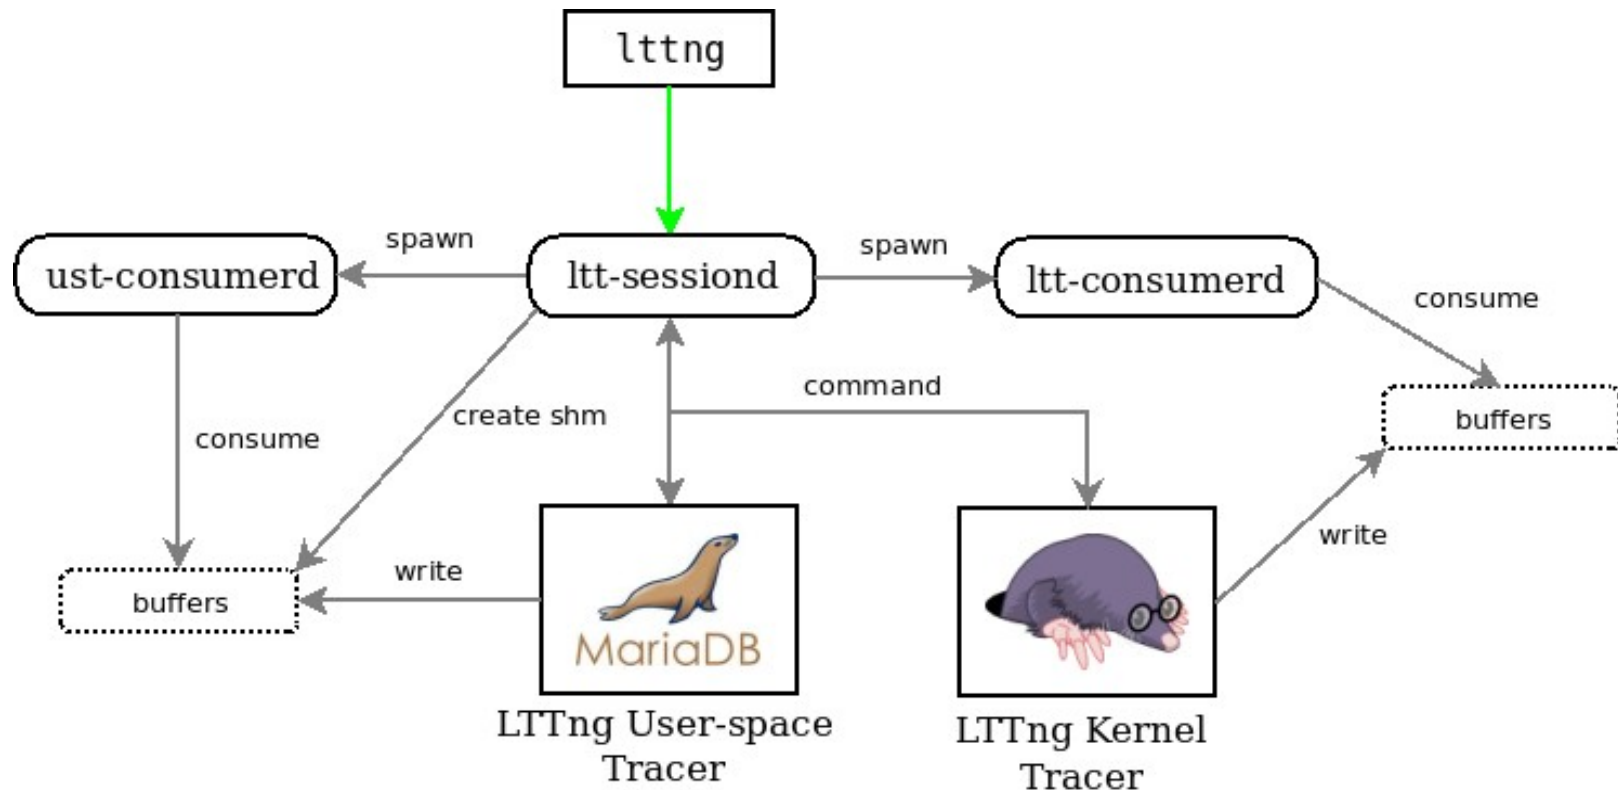 lttng
spawn
spawn
ust-consumerd
ltt-sessiond
ltt-consumerd
consume
command
create shm
consume
buffers
write
write
buffers
MariaDB
LTTng User-space
Tracer
LTTng Kernel
Tracer